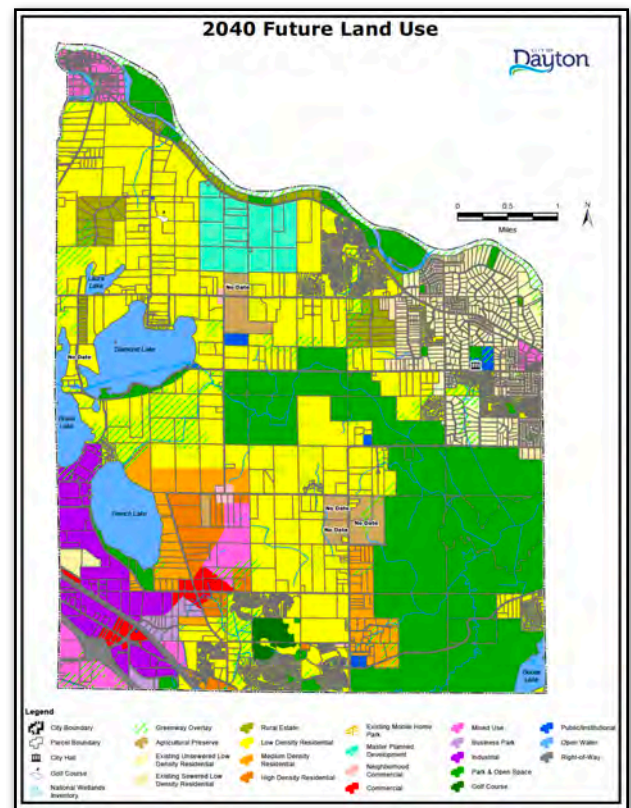 2040 Future Land Use
CITY OF
Dayton
0 0.5 1
Miles
N
Laura
Lake
No Data
Diamond Lake
No Data
Grass
Lake
French Lake
No Data
No Data
No Data
Goose
Lake
Legend
City Boundary
Parcel Boundary
City Hall
Golf Course
National Wetlands
Inventory
Greenway Overlay
Agricultural Preserve
Existing Unsewered Low
Density Residential
Existing Sewered Low
Density Residential
Rural Estate
Low Density Residential
Medium Density
Residential
High Density Residential
Existing Mobile Home
Park
Master Planned
Development
Neighborhood
Commercial
Commercial
Mixed Use
Business Park
Industrial
Park & Open Space
Golf Course
Public/Institutional
Open Water
Right-of-Way